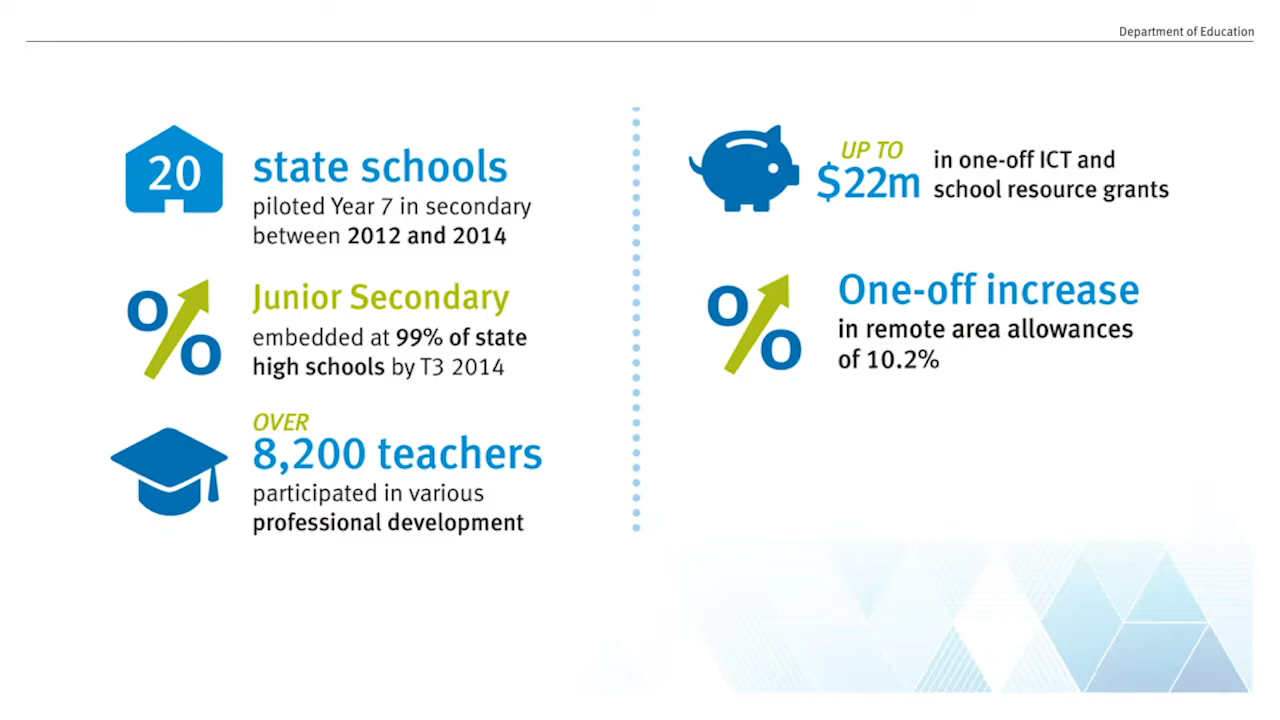 Department of Education
20
state schools
piloted Year 7 in secondary
between 2012 and 2014
Junior Secondary
embedded at 99% of state
high schools by T3 2014
OVER
8,200 teachers
participated in various
professional development
UP TO
$22m
in one-off ICT and
school resource grants
One-off increase
in remote area allowances
of 10.2%